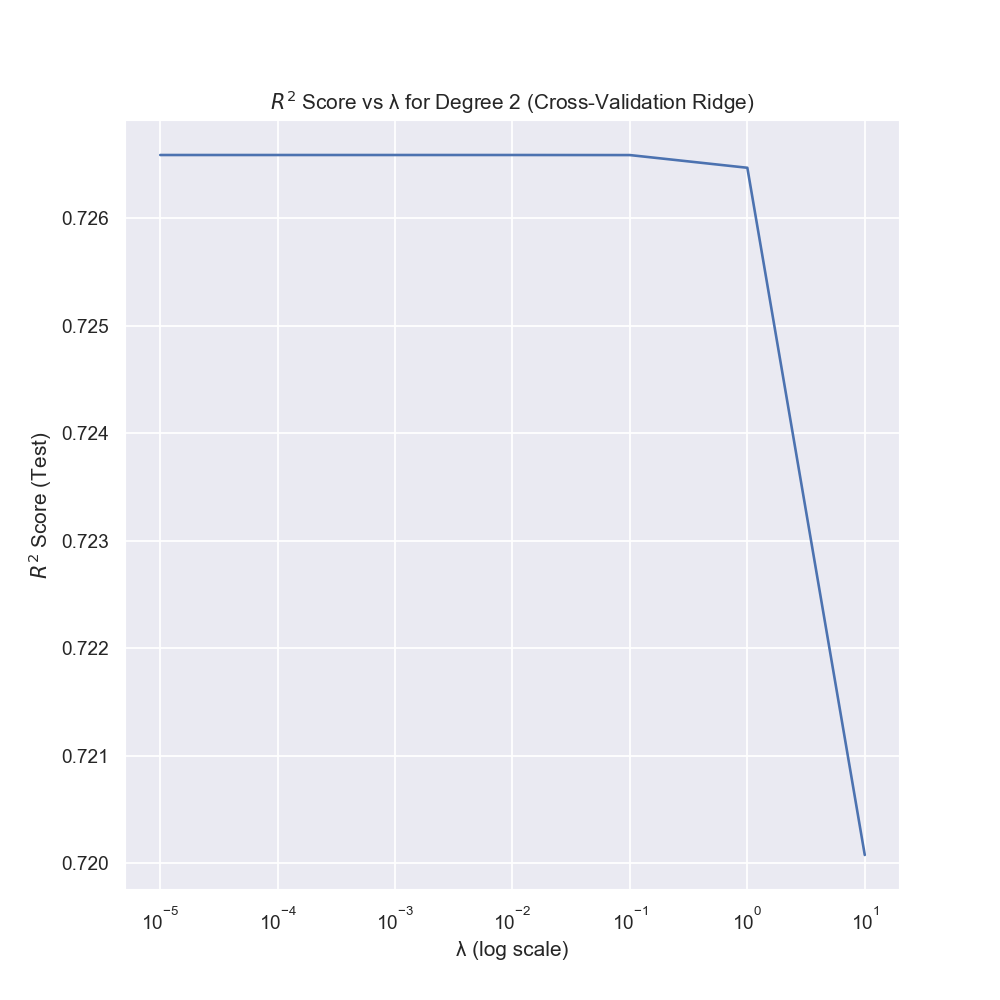 R² Score vs λ for Degree 2 (Cross-Validation Ridge)
R² Score (Test)
0.726
0.725
0.724
0.723
0.722
0.721
0.720
10⁻⁵ 10⁻⁴ 10⁻³ 10⁻² 10⁻¹ 10⁰ 10¹
λ (log scale)